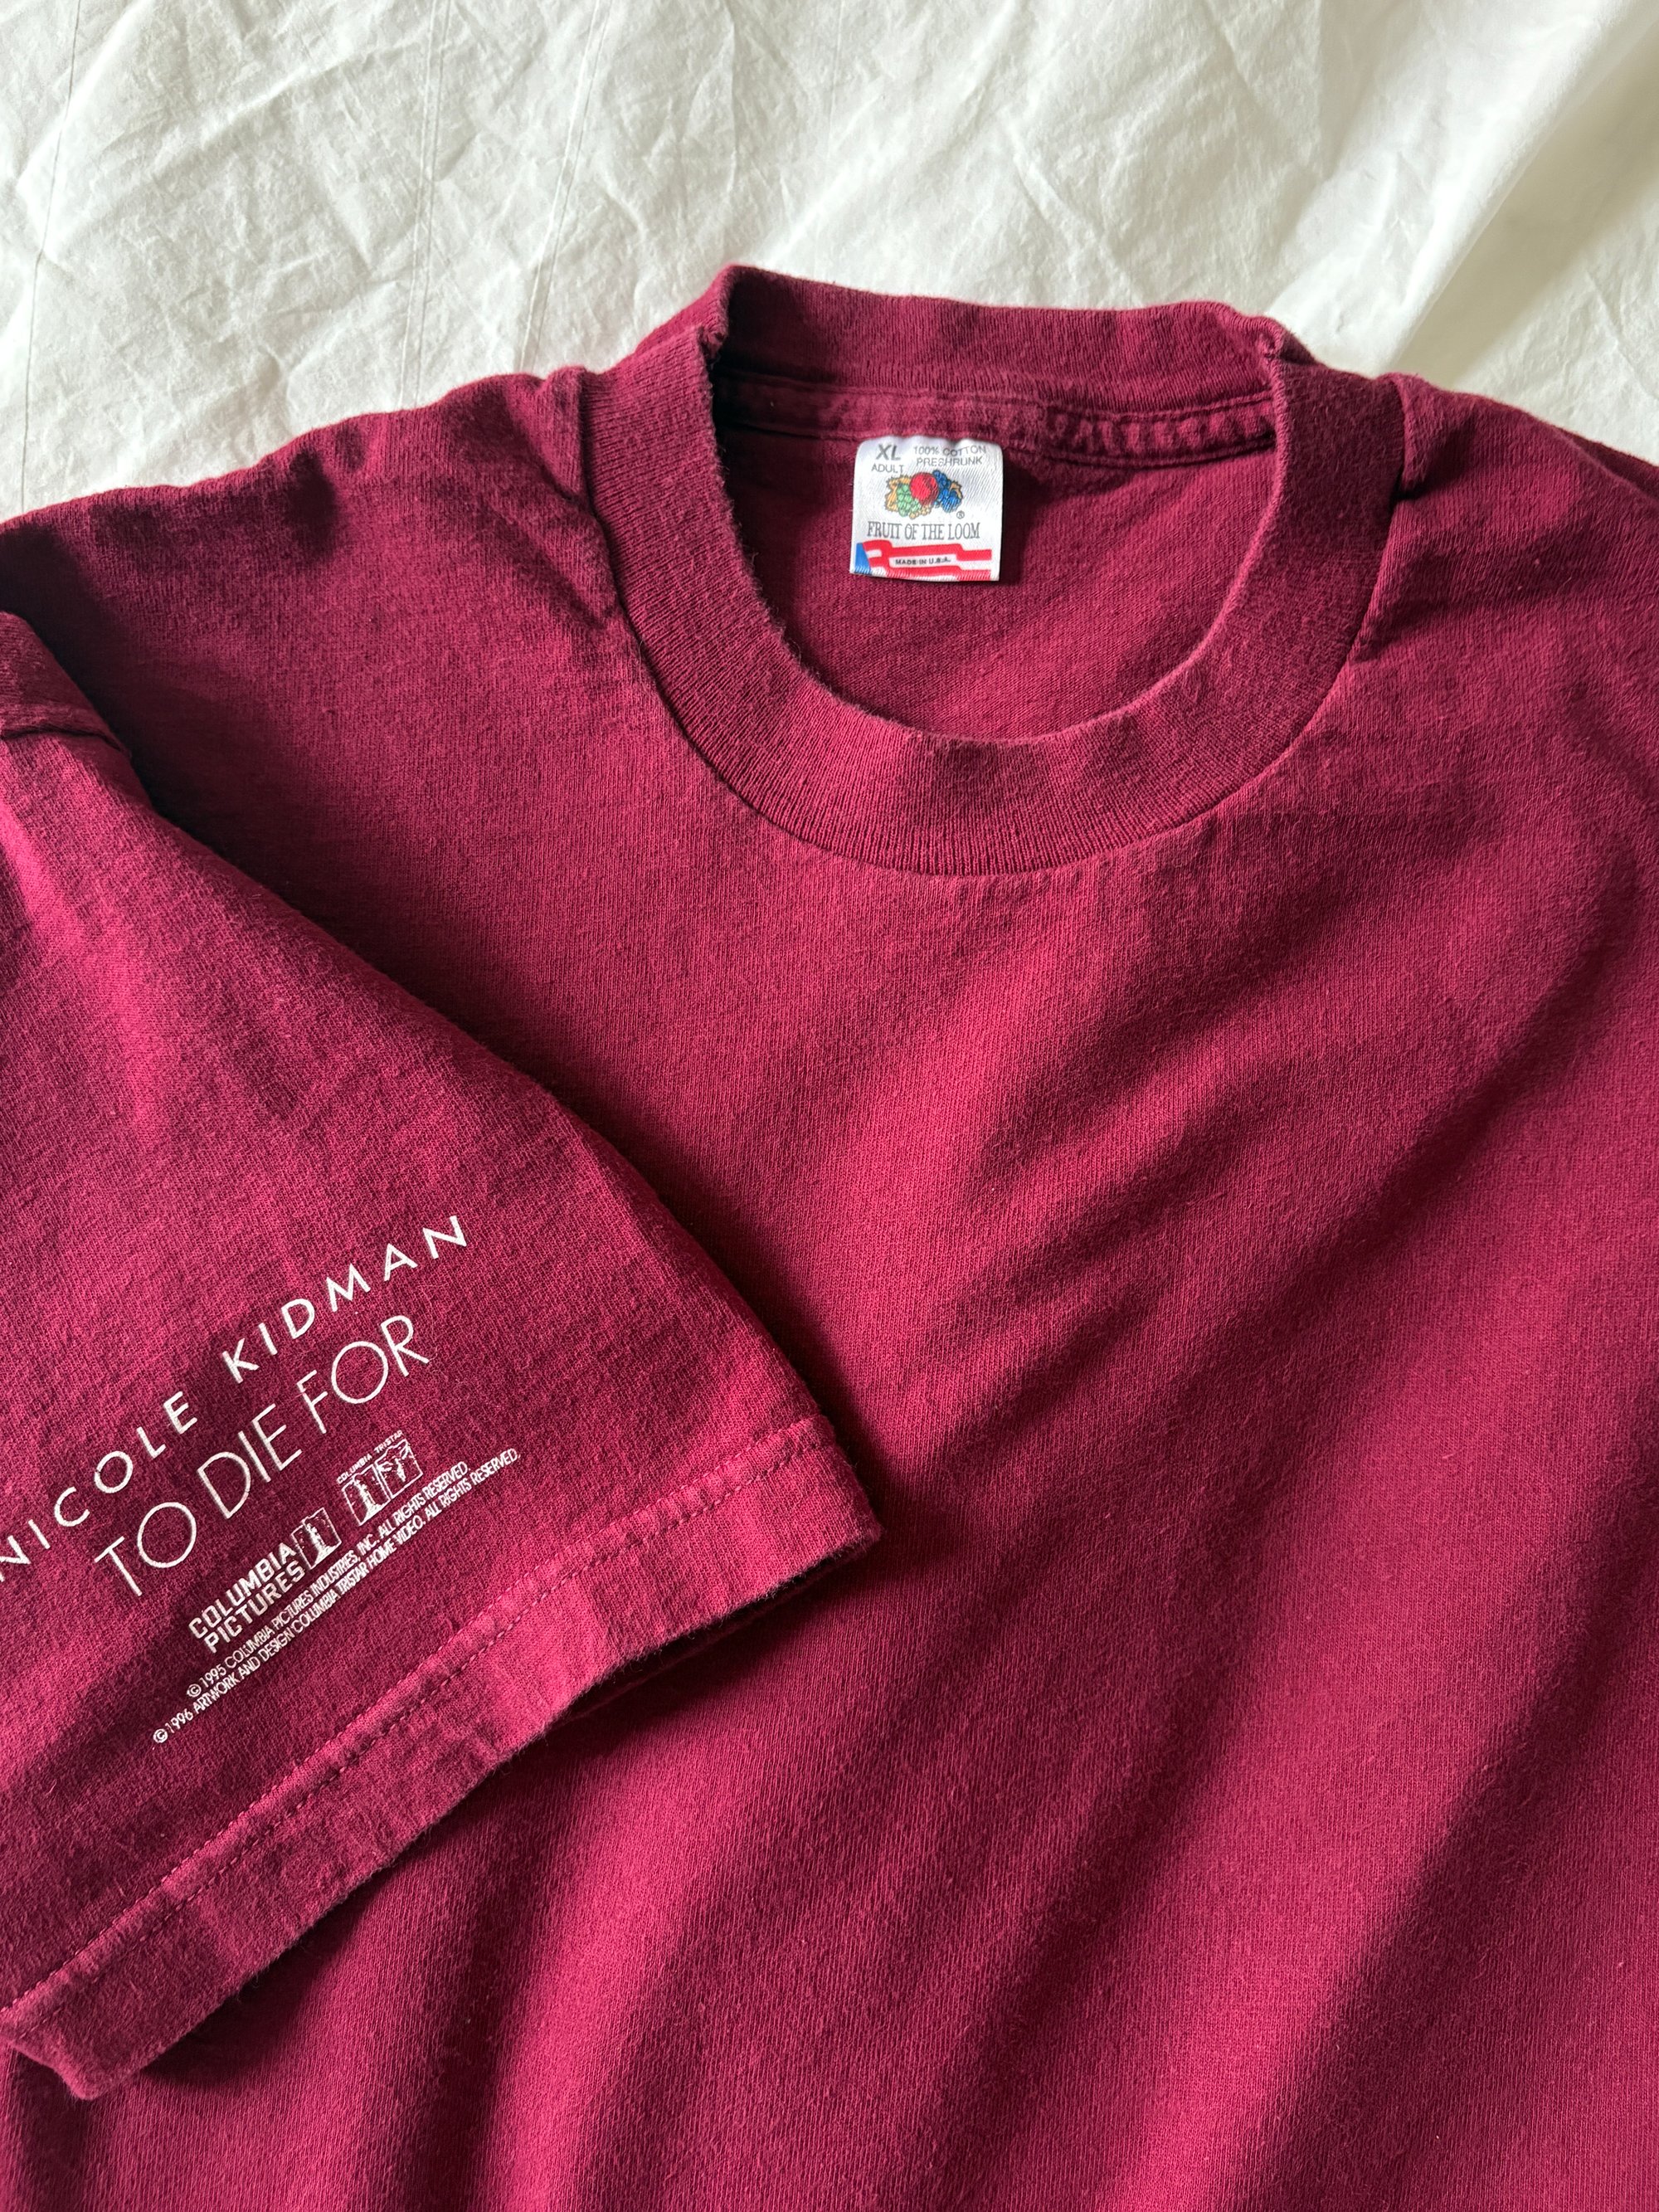 XL 100% COTTON
ADULT PRESHRUNK
FRUIT OF THE LOOM
®
MADE IN U.S.A.
NICOLE KIDMAN
TO DIE FOR
COLUMBIA TRISTAR
COLUMBIA
PICTURES
©1995 COLUMBIA PICTURES INDUSTRIES, INC. ALL RIGHTS RESERVED.
©1996 ARTWORK AND DESIGN COLUMBIA TRISTAR HOME VIDEO. ALL RIGHTS RESERVED.